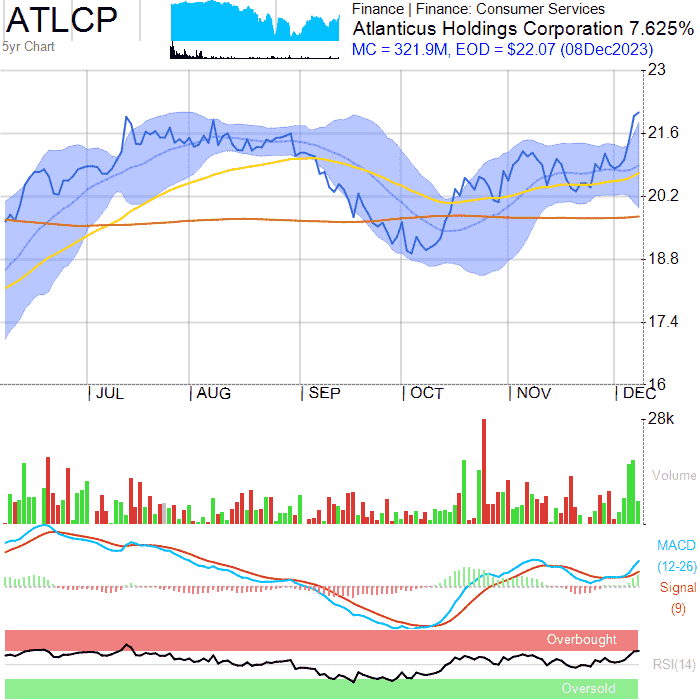 ATLCP
5yr Chart
Finance | Finance: Consumer Services
Atlanticus Holdings Corporation 7.625%
MC = 321.9M, EOD = $22.07 (08Dec2023)
23
21.6
20.2
18.8
17.4
16
JUL AUG SEP OCT NOV DEC
28k
Volume
MACD
(12-26)
Signal
(9)
Overbought
RSI(14)
Oversold